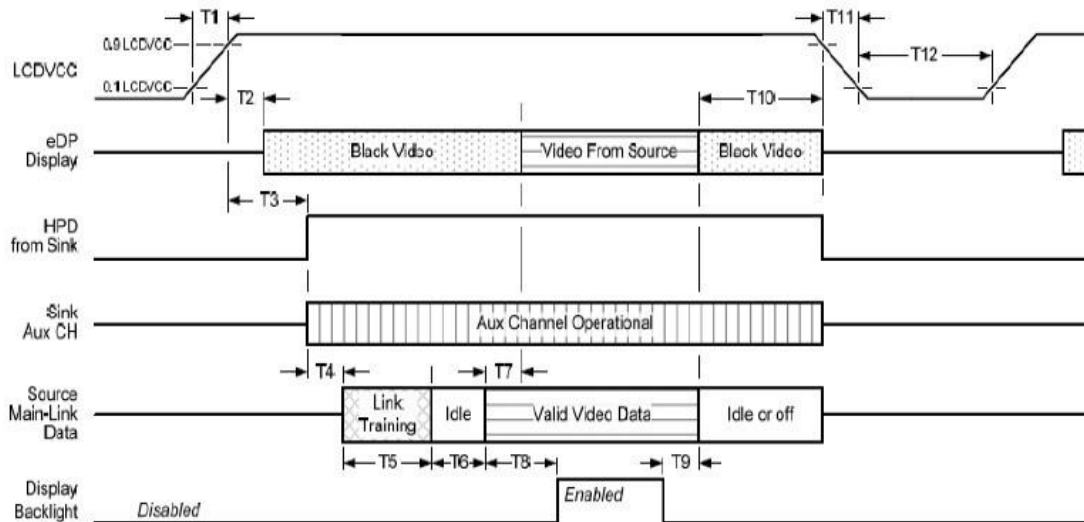 T1
T11
0.9 LCDVCC
LCDVCC
T12
0.1 LCDVCC
T2
T10
eDP
Display
Black Video
Video From Source
Black Video
T3
HPD
from Sink
Sink
Aux CH
Aux Channel Operational
T4
T7
Source
Main-Link
Data
Link
Training
Idle
Valid Video Data
Idle or off
T5
T6
T8
T9
Display
Backlight
Disabled
Enabled